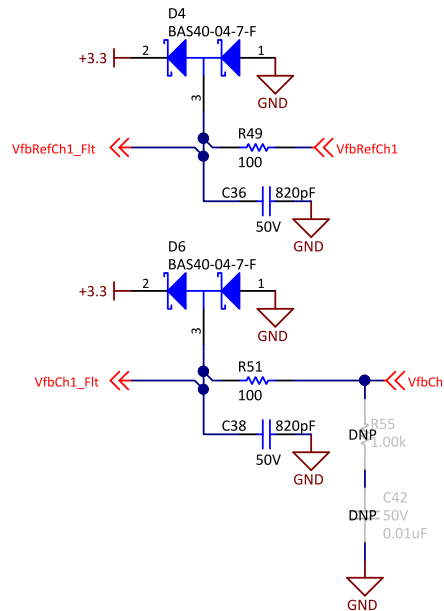 D4
BAS40-04-7-F
+3.3
2
1
GND
3
VfbRefCh1_Flt
R49
100
VfbRefCh1
C36
820pF
50V
GND
D6
BAS40-04-7-F
+3.3
2
1
GND
3
VfbCh1_Flt
R51
100
VfbCh
C38
820pF
50V
GND
R55
DNP
1.00k
C42
DNP
50V
0.01uF
GND